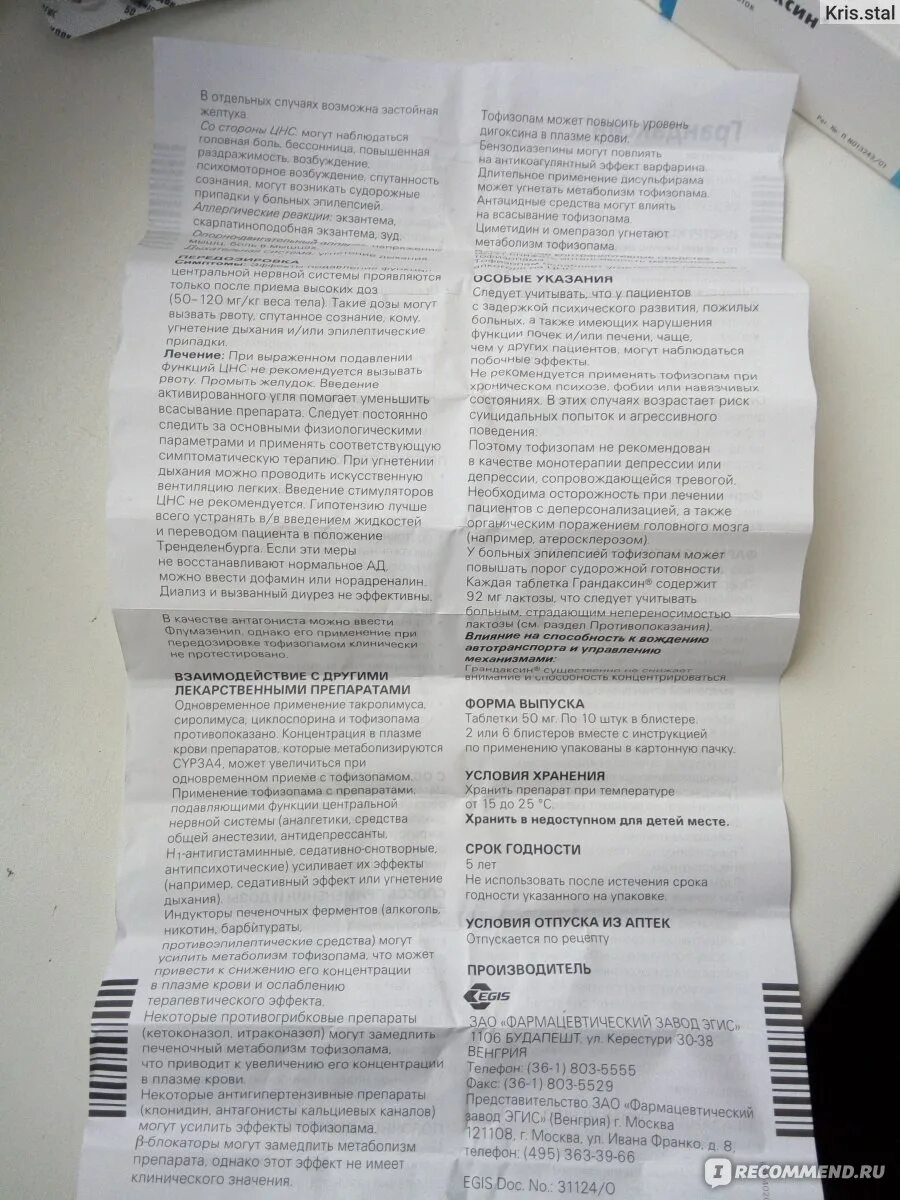 Kris.stal
ксин
Рег. № П N013243/01
В отдельных случаях возможна застойная
желтуха.
Со стороны ЦНС: могут наблюдаться
головная боль, бессонница, повышенная
раздражимость, возбуждение,
психомоторное возбуждение, спутанность
сознания, могут возникать судорожные
припадки у больных эпилепсией.
Аллергические реакции: экзантема,
скарлатиноподобная экзантема, зуд.
Опорно-двигательный напряжение
мышц, боль в мышцах.
Дыхательная система: угнетение дыхания.
ПЕРЕДОЗИРОВКА
Симптомы: Эффекты подавления функции
центральной нервной системы проявляются
только после приема высоких доз
(50–120 мг/кг веса тела). Такие дозы могут
вызвать рвоту, спутанное сознание, кому,
угнетение дыхания и/или эпилептические
припадки.
Лечение: При выраженном подавлении
функций ЦНС не рекомендуется вызывать
рвоту. Промыть желудок. Введение
активированного угля помогает уменьшить
всасывание препарата. Следует постоянно
следить за основными физиологическими
параметрами и применять соответствующую
симптоматическую терапию. При угнетении
дыхания можно проводить искусственную
вентиляцию легких. Введение стимуляторов
ЦНС не рекомендуется. Гипотензию лучше
всего устранять в/в введением жидкостей
и переводом пациента в положение
Тренделенбурга. Если эти меры
не восстанавливают нормальное АД,
можно ввести дофамин или норадреналин.
Диализ и вызванный диурез не эффективны.
В качестве антагониста можно ввести
Флумазенил, однако его применение при
передозировке тофизопамом клинически
не протестировано.
ВЗАИМОДЕЙСТВИЕ С ДРУГИМИ
ЛЕКАРСТВЕННЫМИ ПРЕПАРАТАМИ
Одновременное применение такролимуса,
сиролимуса, циклоспорина и тофизопама
противопоказано. Концентрация в плазме
крови препаратов, которые метаболизируются
CYP3A4, может увеличиться при
одновременном приеме с тофизопамом.
Применение тофизопама с препаратами,
подавляющими функции центральной
нервной системы (аналгетики, средства
общей анестезии, антидепрессанты,
H1-антигистаминные, седативно-снотворные,
антипсихотические) усиливает их эффекты
(например, седативный эффект или угнетение
дыхания).
Индукторы печеночных ферментов (алкоголь,
никотин, барбитураты,
противоэпилептические средства) могут
усилить метаболизм тофизопама, что может
привести к снижению его концентрации
в плазме крови и ослаблению
терапевтического эффекта.
Некоторые противогрибковые препараты
(кетоконазол, итраконазол) могут замедлить
печеночный метаболизм тофизопама,
что приводит к увеличению его концентрации
в плазме крови.
Некоторые антигипертензивные препараты
(клонидин, антагонисты кальциевых каналов)
могут усилить эффекты тофизопама.
β-блокаторы могут замедлить метаболизм
препарата, однако этот эффект не имеет
клинического значения.
Тофизопам может повысить уровень
дигоксина в плазме крови.
Бензодиазепины могут повлиять
на антикоагулянтный эффект варфарина.
Длительное применение дисульфирама
может угнетать метаболизм тофизопама.
Антацидные средства могут влиять
на всасывание тофизопама.
Циметидин и омепразол угнетают
метаболизм тофизопама.
ОСОБЫЕ УКАЗАНИЯ
Следует учитывать, что у пациентов
с задержкой психического развития, пожилых
больных, а также имеющих нарушения
функции почек и/или печени, чаще,
чем у других пациентов, могут наблюдаться
побочные эффекты.
Не рекомендуется применять тофизопам при
хроническом психозе, фобии или навязчивых
состояниях. В этих случаях возрастает риск
суицидальных попыток и агрессивного
поведения.
Поэтому тофизопам не рекомендован
в качестве монотерапии депрессии или
депрессии, сопровождающейся тревогой.
Необходима осторожность при лечении
пациентов с деперсонализацией, а также
органическим поражением головного мозга
(например, атеросклерозом).
У больных эпилепсией тофизопам может
повышать порог судорожной готовности.
Каждая таблетка Грандаксин® содержит
92 мг лактозы, что следует учитывать
больным, страдающим непереносимостью
лактозы (см. раздел Противопоказания).
Влияние на способность к вождению
автотранспорта и управлению
механизмами:
Грандаксин® существенно не снижает
внимание и способность концентрироваться.
ФОРМА ВЫПУСКА
Таблетки 50 мг. По 10 штук в блистере.
2 или 6 блистеров вместе с инструкцией
по применению упакованы в картонную пачку.
УСЛОВИЯ ХРАНЕНИЯ
Хранить препарат при температуре
от 15 до 25 °C.
Хранить в недоступном для детей месте.
СРОК ГОДНОСТИ
5 лет
Не использовать после истечения срока
годности указанного на упаковке.
УСЛОВИЯ ОТПУСКА ИЗ АПТЕК
Отпускается по рецепту
ПРОИЗВОДИТЕЛЬ
EGIS
ЗАО «ФАРМАЦЕВТИЧЕСКИЙ ЗАВОД ЭГИС»
1106 БУДАПЕШТ, ул. Керестури 30-38
ВЕНГРИЯ
Телефон: (36-1) 803-5555
Факс: (36-1) 803-5529
Представительство ЗАО «Фармацевтический
завод ЭГИС» (Венгрия) г. Москва
121108, г. Москва, ул. Ивана Франко, д. 8,
телефон: (495) 363-39-66
EGIS Doc. No.: 31124/O
IRECOMMEND.RU